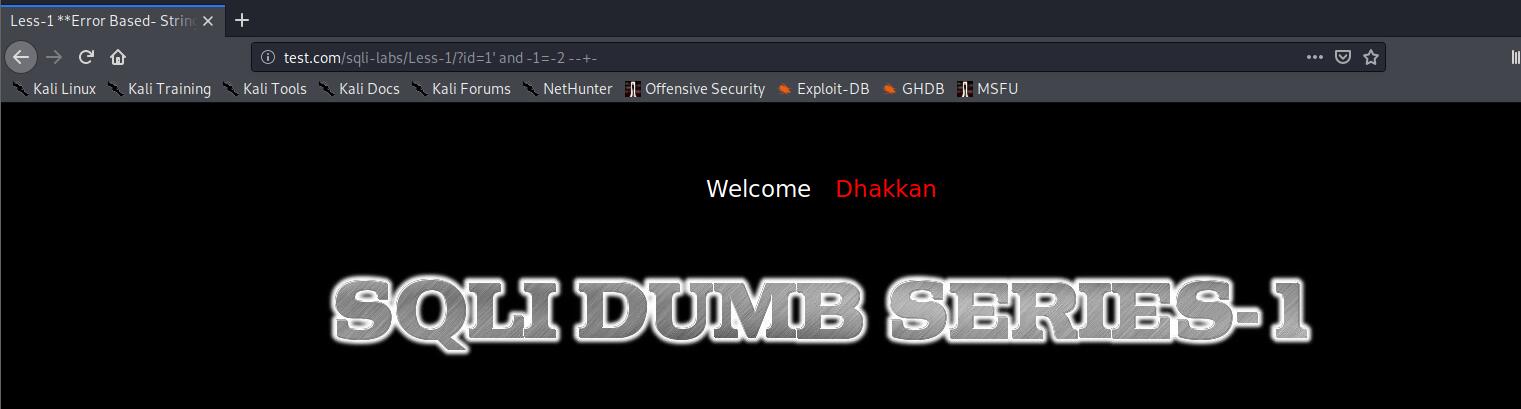 Less-1 **Error Based- Strin
test.com/sqli-labs/Less-1/?id=1' and -1=-2 --+-
Kali Linux Kali Training Kali Tools Kali Docs Kali Forums NetHunter Offensive Security Exploit-DB GHDB MSFU
Welcome Dhakkan
SQLI DUMB SERIES-1